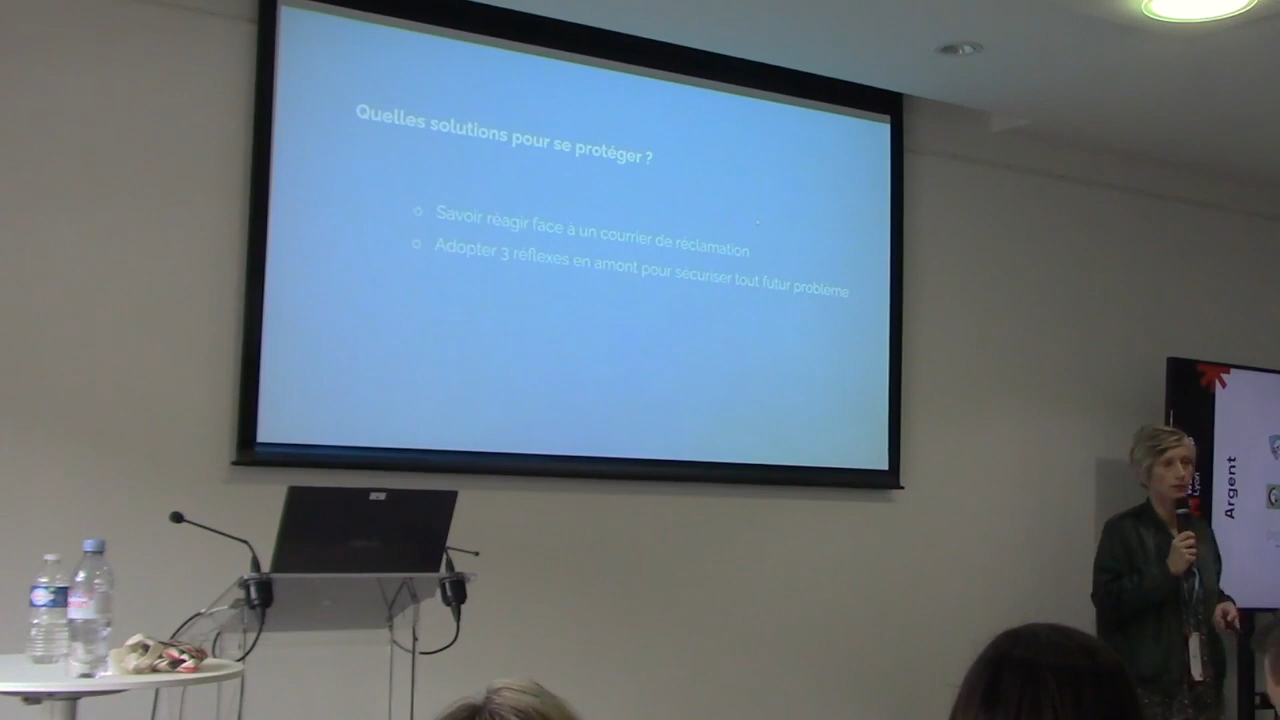 Quelles solutions pour se protéger ?
o Savoir réagir face à un courrier de réclamation
o Adopter 3 réflexes en amont pour sécuriser tout futur problème
Argent
Lyon